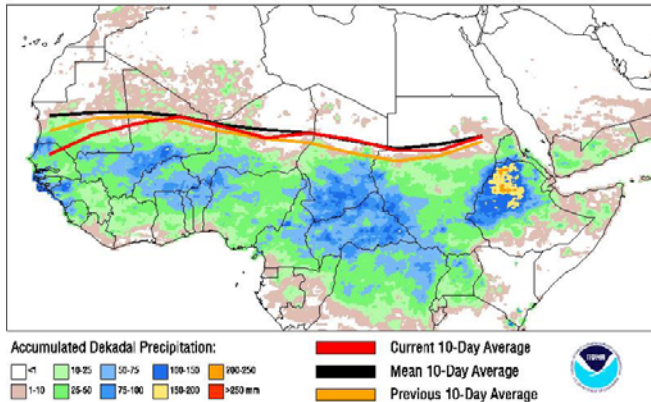 Accumulated Dekadal Precipitation:
<1 10-25 50-75 100-150 200-250
1-10 25-50 75-100 150-200 >250 mm
Current 10-Day Average
Mean 10-Day Average
Previous 10-Day Average
NOAA